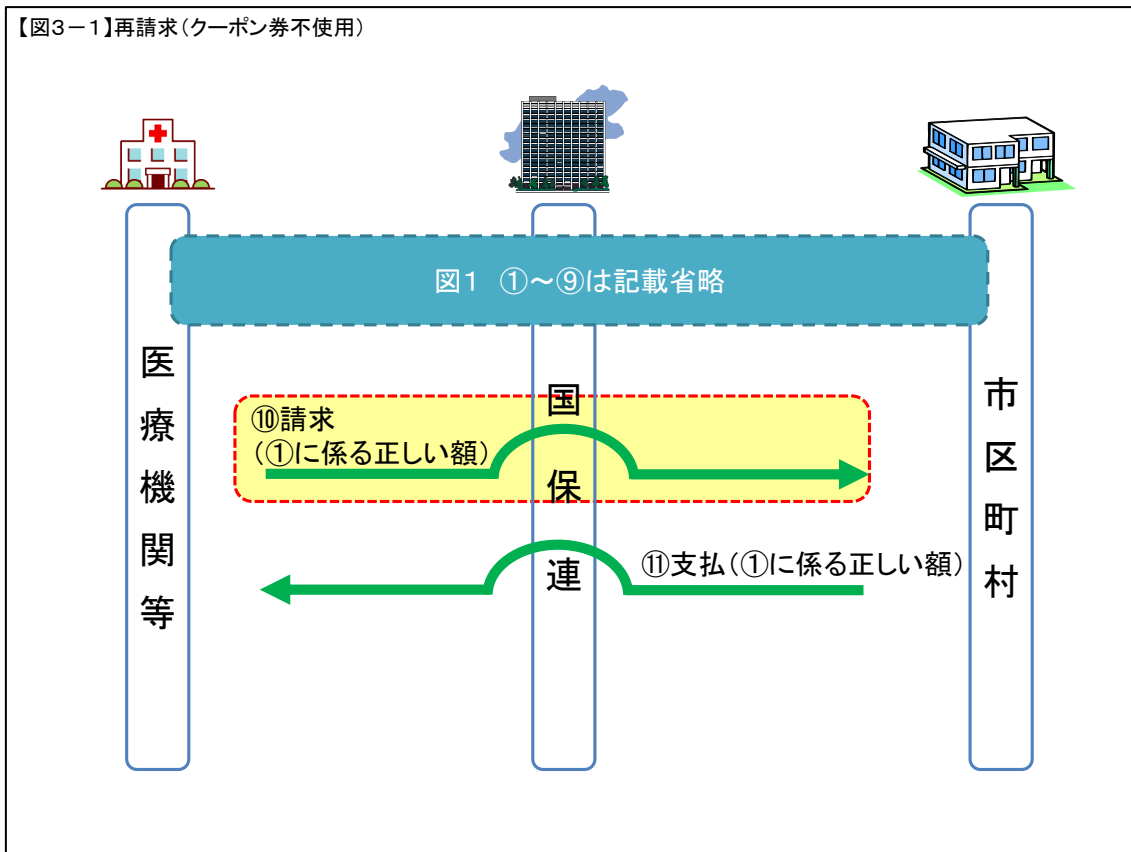 【図3－1】再請求（クーポン券不使用）
図１　①～⑨は記載省略
医療機関等
国保連
市区町村
⑩請求
（①に係る正しい額）
⑪支払（①に係る正しい額）